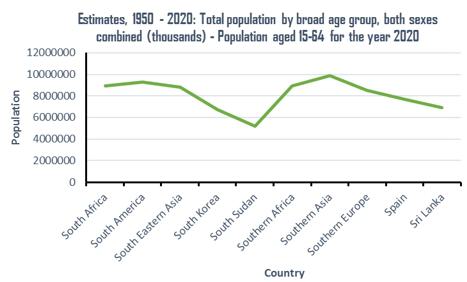 Estimates, 1950 - 2020: Total population by broad age group, both sexes
combined (thousands) - Population aged 15-64 for the year 2020
12000000
10000000
8000000
6000000
4000000
2000000
0
Population
South Africa
South America
South Eastern Asia
South Korea
South Sudan
Southern Africa
Southern Asia
Southern Europe
Spain
Sri Lanka
Country